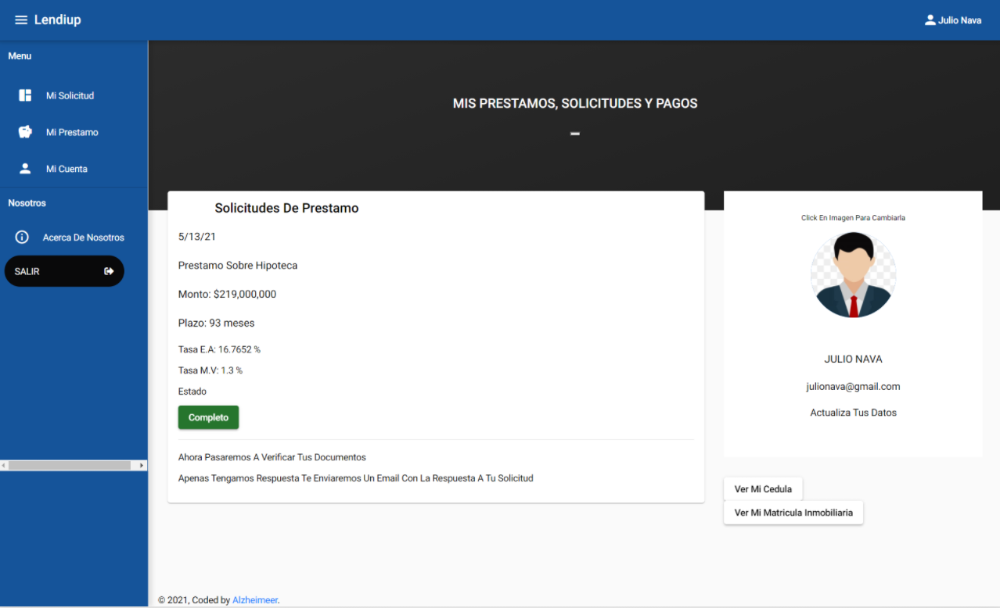 Lendiup
Julio Nava
Menu
Mi Solicitud
Mi Prestamo
Mi Cuenta
Nosotros
Acerca De Nosotros
SALIR
MIS PRESTAMOS, SOLICITUDES Y PAGOS
Solicitudes De Prestamo
5/13/21
Prestamo Sobre Hipoteca
Monto: $219,000,000
Plazo: 93 meses
Tasa E.A: 16.7652 %
Tasa M.V: 1.3 %
Estado
Completo
Ahora Pasaremos A Verificar Tus Documentos
Apenas Tengamos Respuesta Te Enviaremos Un Email Con La Respuesta A Tu Solicitud
Click En Imagen Para Cambiarla
JULIO NAVA
julionava@gmail.com
Actualiza Tus Datos
Ver Mi Cedula
Ver Mi Matricula Inmobiliaria
© 2021, Coded by Alzheimeer.